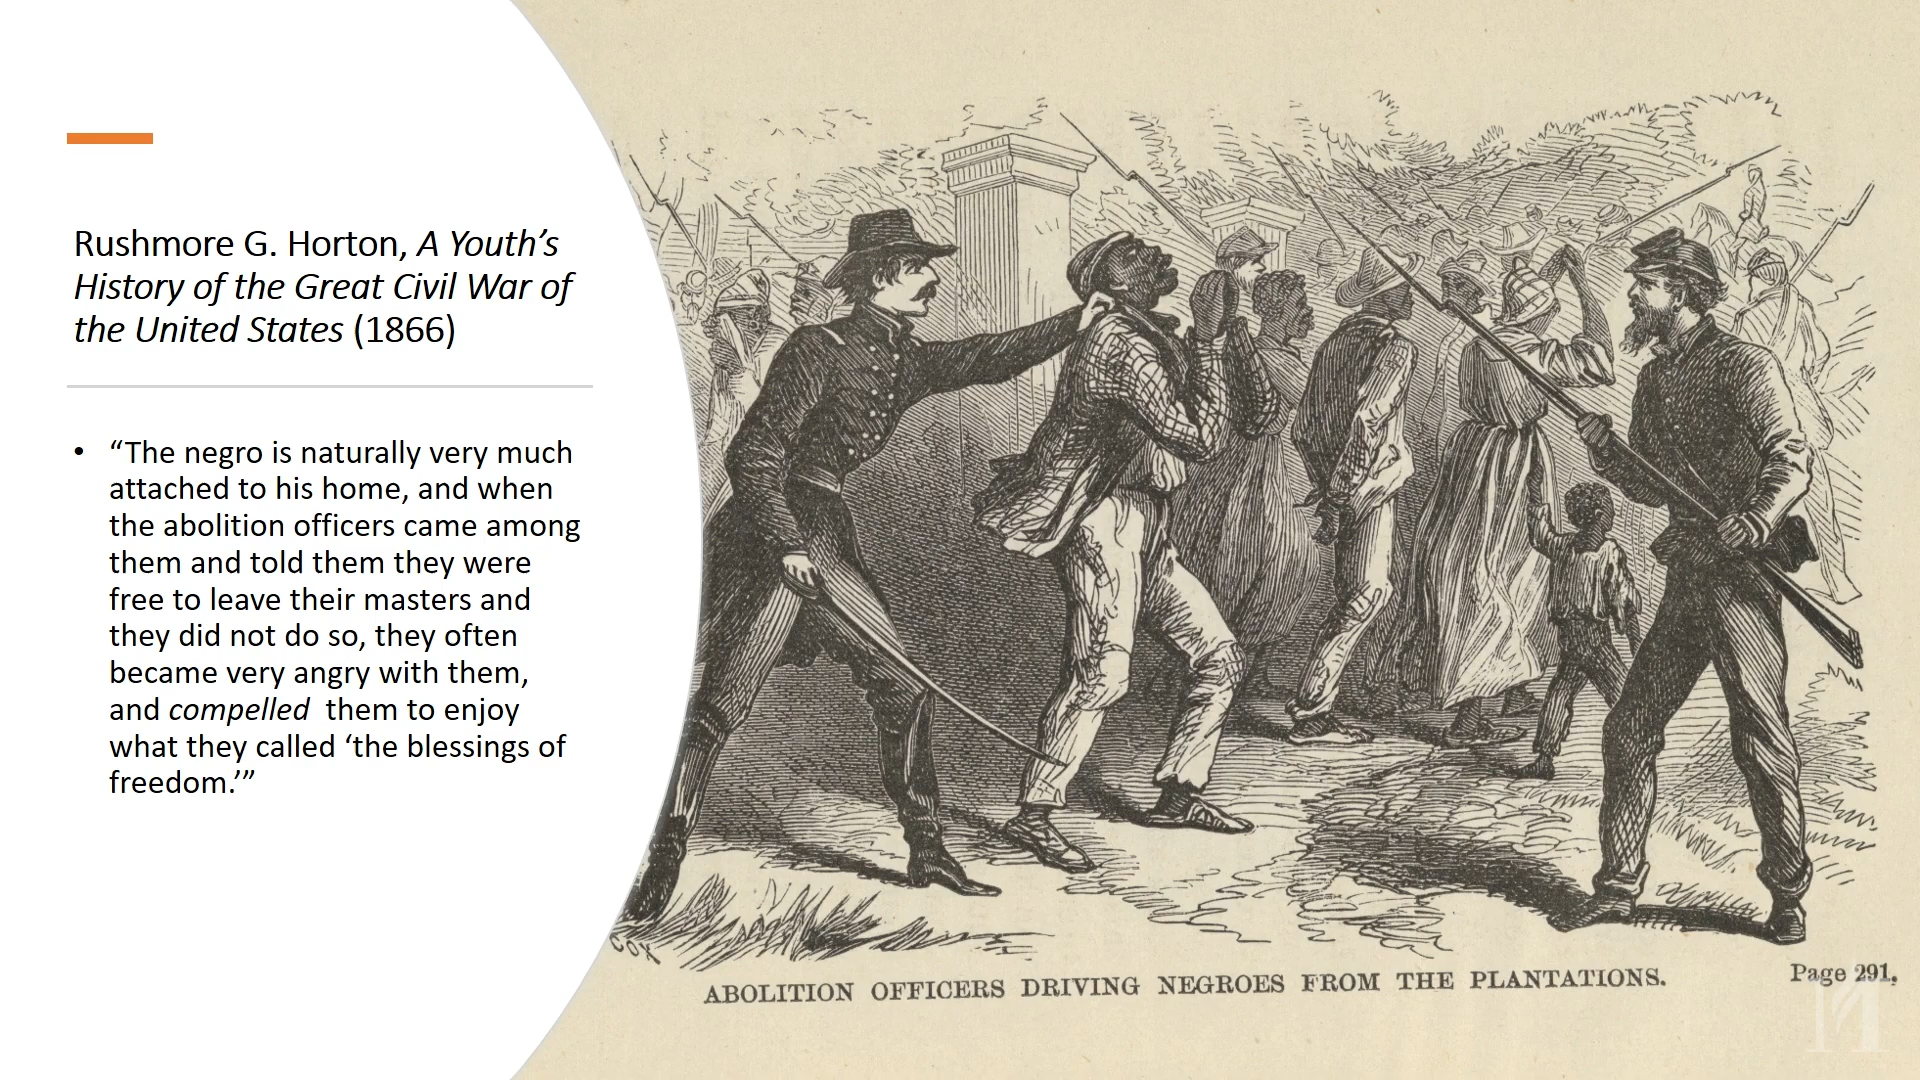 Rushmore G. Horton, A Youth’s
History of the Great Civil War of
the United States (1866)
• “The negro is naturally very much
attached to his home, and when
the abolition officers came among
them and told them they were
free to leave their masters and
they did not do so, they often
became very angry with them,
and compelled them to enjoy
what they called ‘the blessings of
freedom.’”
COX
ABOLITION OFFICERS DRIVING NEGROES FROM THE PLANTATIONS.
Page 291.